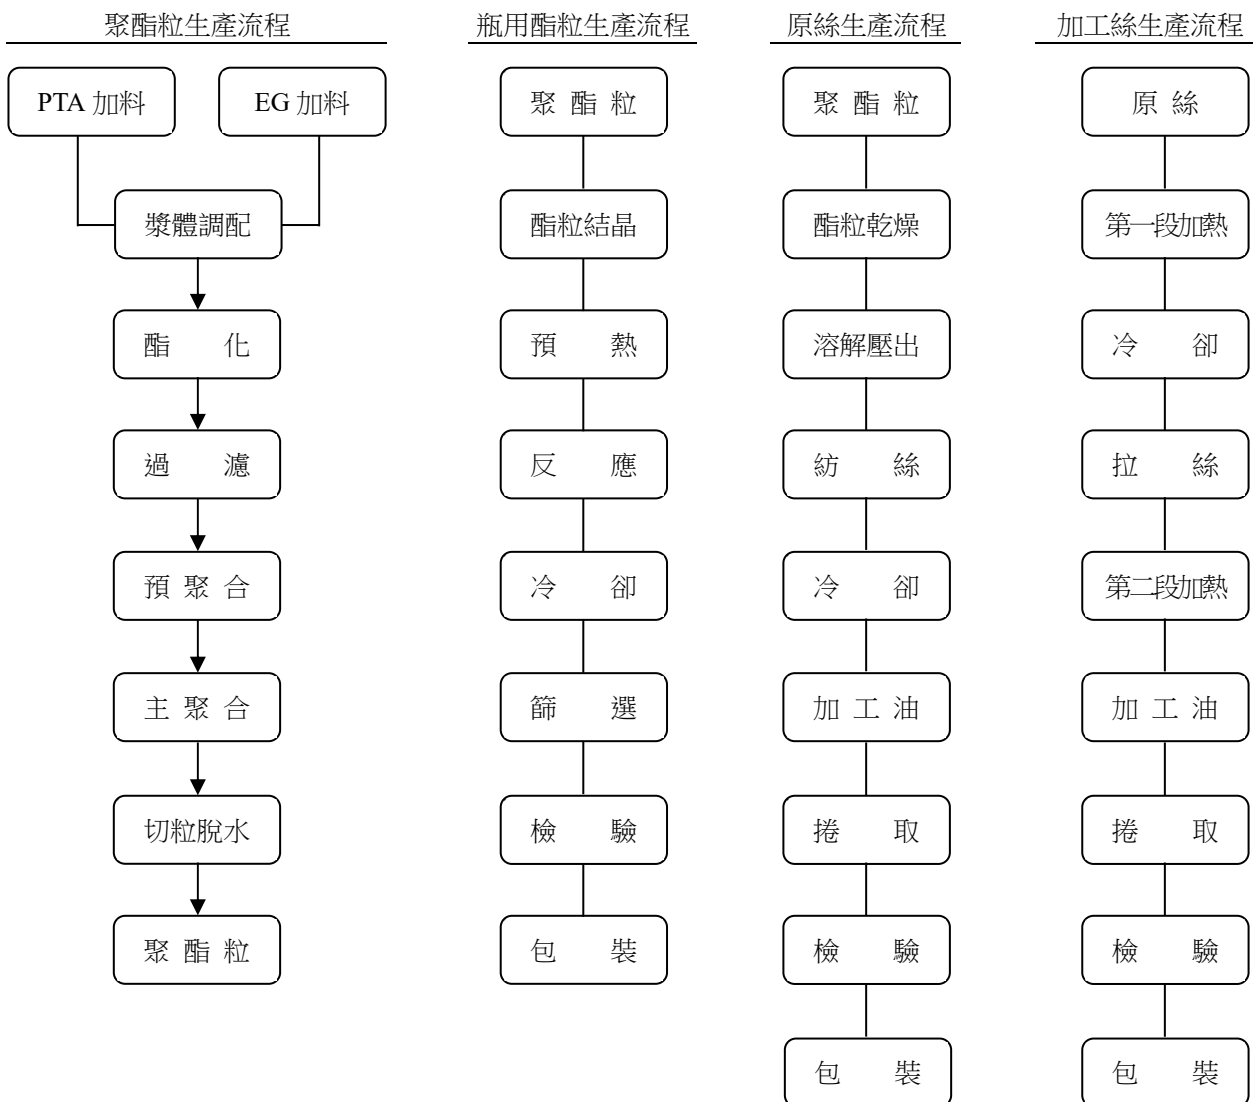 聚酯粒生產流程
PTA 加料
EG 加料
漿體調配
酯 化
過 濾
預 聚 合
主 聚 合
切粒脫水
聚 酯 粒
瓶用酯粒生產流程
聚 酯 粒
酯粒結晶
預 熱
反 應
冷 卻
篩 選
檢 驗
包 裝
原絲生產流程
聚 酯 粒
酯粒乾燥
溶解壓出
紡 絲
冷 卻
加 工 油
捲 取
檢 驗
包 裝
加工絲生產流程
原 絲
第一段加熱
冷 卻
拉 絲
第二段加熱
加 工 油
捲 取
檢 驗
包 裝